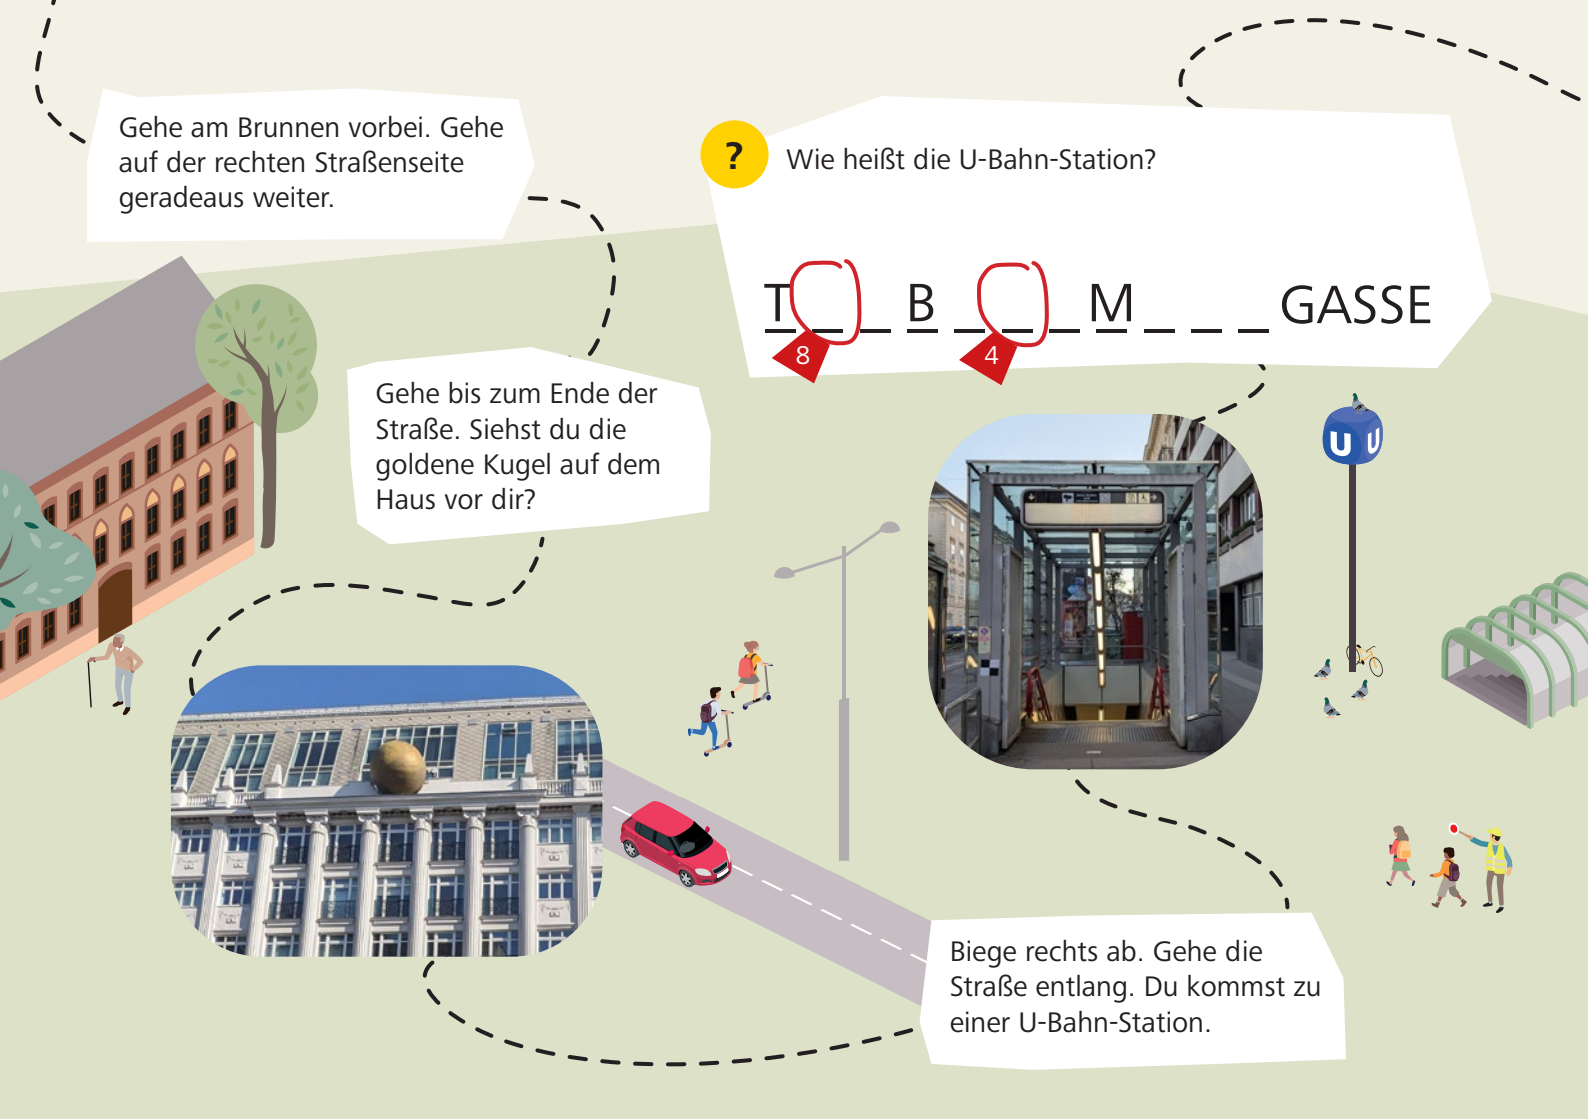 Gehe am Brunnen vorbei. Gehe
auf der rechten Straßenseite
geradeaus weiter.
? Wie heißt die U-Bahn-Station?
T _ _ B _ _ _ M _ _ _ GASSE
8 4
Gehe bis zum Ende der
Straße. Siehst du die
goldene Kugel auf dem
Haus vor dir?
U U
Biege rechts ab. Gehe die
Straße entlang. Du kommst zu
einer U-Bahn-Station.